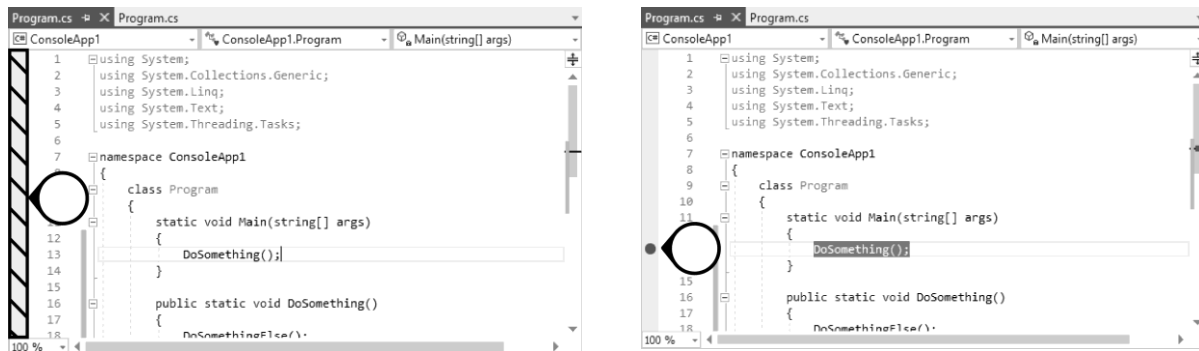 Program.cs Program.cs
ConsoleApp1 ConsoleApp1.Program Main(string[] args)
1 using System;
2 using System.Collections.Generic;
3 using System.Linq;
4 using System.Text;
5 using System.Threading.Tasks;
6
7 namespace ConsoleApp1
{
class Program
{
static void Main(string[] args)
12 {
13 DoSomething();
14 }
15
16 public static void DoSomething()
17 {
18 DoSomethingElse();
100 %
Program.cs Program.cs
ConsoleApp1 ConsoleApp1.Program Main(string[] args)
1 using System;
2 using System.Collections.Generic;
3 using System.Linq;
4 using System.Text;
5 using System.Threading.Tasks;
6
7 namespace ConsoleApp1
8 {
9 class Program
10 {
11 static void Main(string[] args)
{
DoSomething();
}
15
16 public static void DoSomething()
17 {
18 DoSomethingElse();
100 %